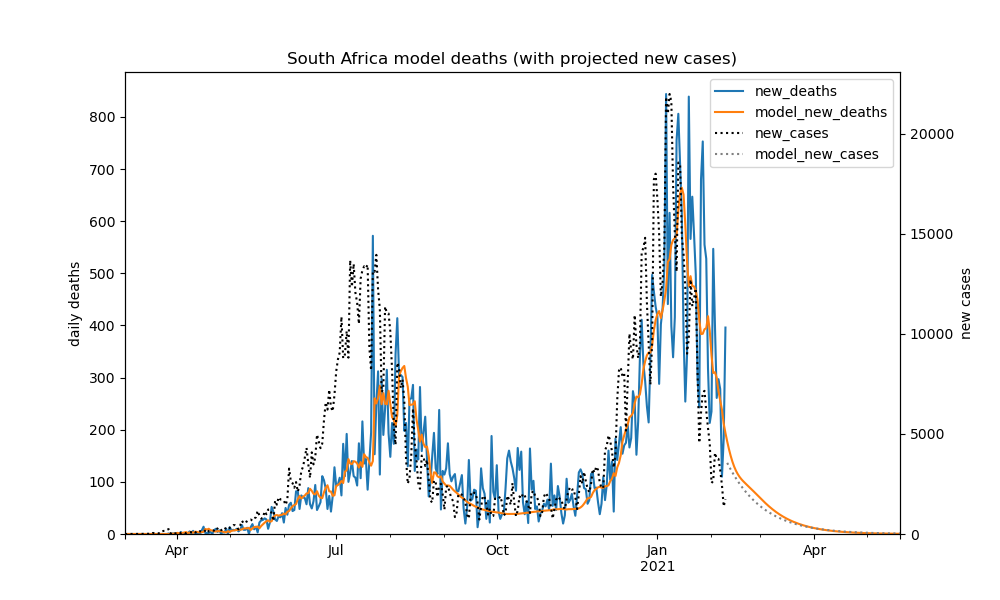 South Africa model deaths (with projected new cases)
new_deaths
model_new_deaths
new_cases
model_new_cases
daily deaths
800
700
600
500
400
300
200
100
0
20000
15000
10000
5000
0
new cases
Apr
Jul
Oct
Jan
2021
Apr